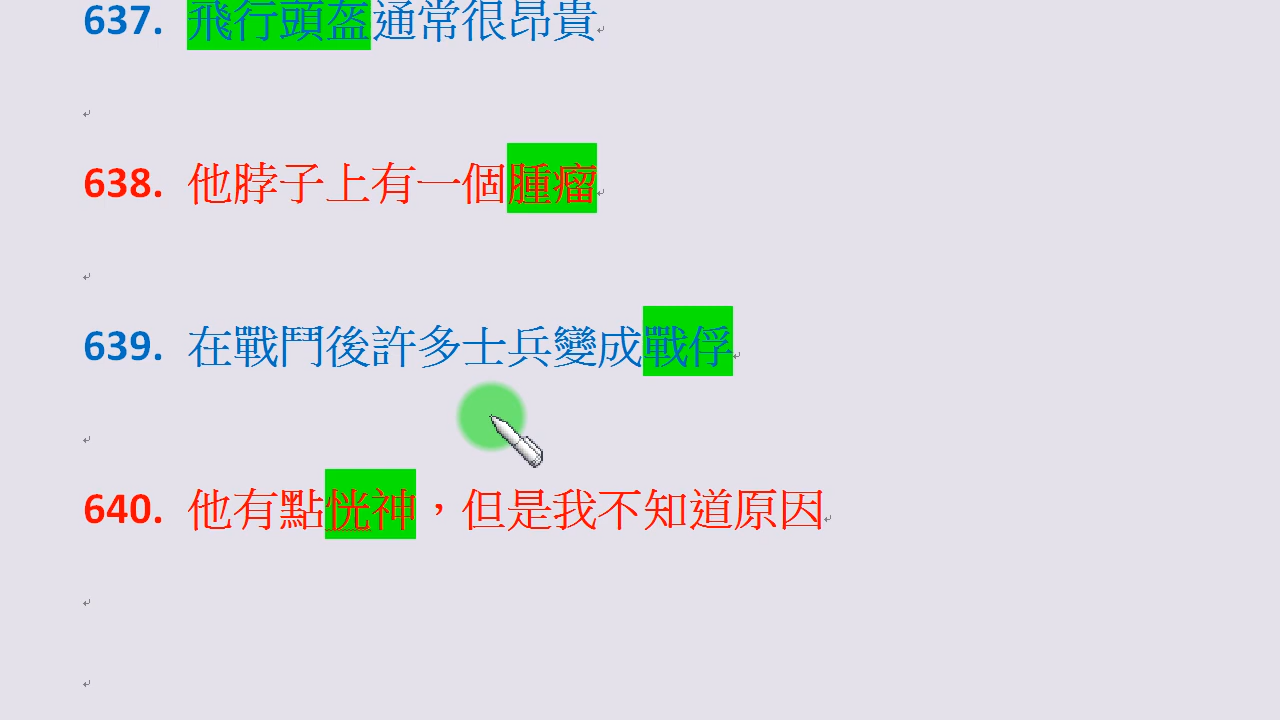 637. 飛行頭盔通常很昂貴
638. 他脖子上有一個腫瘤
639. 在戰鬥後許多士兵變成戰俘
640. 他有點恍神，但是我不知道原因